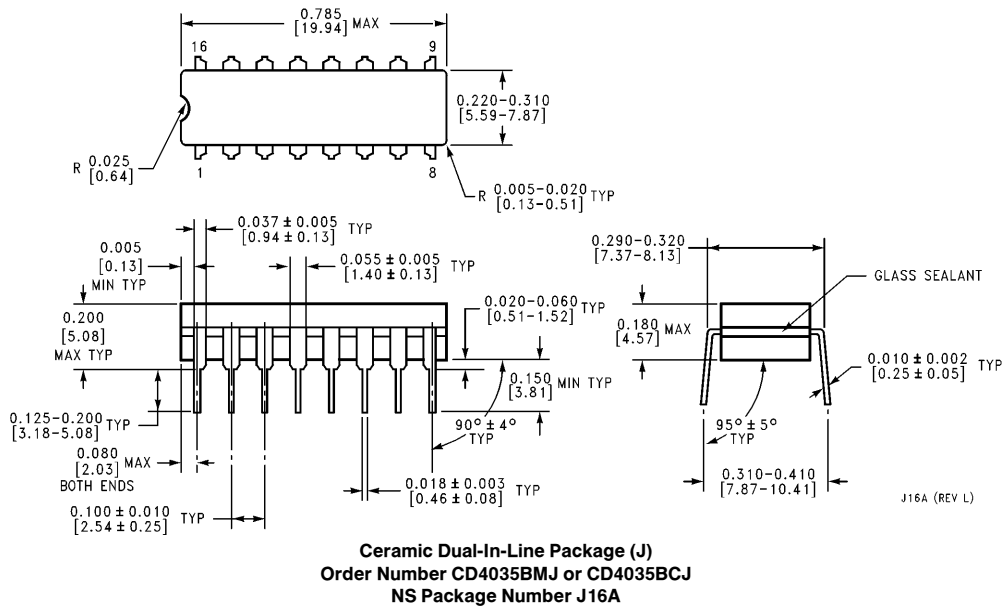 0.785
[19.94] MAX
16 9
0.220–0.310
[5.59–7.87]
R 0.025
[0.64]
1 8
R 0.005–0.020 TYP
[0.13–0.51]
0.037 ± 0.005 TYP
[0.94 ± 0.13]
0.005
[0.13]
MIN TYP
0.055 ± 0.005 TYP
[1.40 ± 0.13]
0.290–0.320
[7.37–8.13]
GLASS SEALANT
0.020–0.060 TYP
[0.51–1.52]
0.200
[5.08]
MAX TYP
0.180 MAX
[4.57]
0.150 MIN TYP
[3.81]
0.010 ± 0.002 TYP
[0.25 ± 0.05]
0.125–0.200 TYP
[3.18–5.08]
90° ± 4°
TYP
95° ± 5°
TYP
0.080 MAX
[2.03]
BOTH ENDS
0.018 ± 0.003 TYP
[0.46 ± 0.08]
0.310–0.410
[7.87–10.41]
0.100 ± 0.010 TYP
[2.54 ± 0.25]
J16A (REV L)
Ceramic Dual-In-Line Package (J)
Order Number CD4035BMJ or CD4035BCJ
NS Package Number J16A